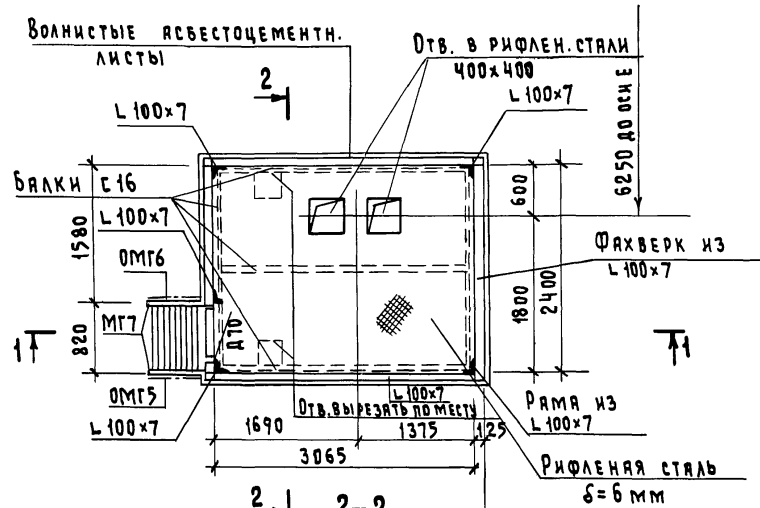 Волнистые асбестоцементн.
листы
Отв. в рифлен. стали
400×400
6250 до оси Е
2
L 100×7
L 100×7
Балки С16
L 100×7
600
1580
Фахверк из
L 100×7
ОМГ6
1800
2400
МГ7
820
Д70
1
1
ОМГ5
L 100×7
L 100×7
Отв. вырезать по месту
Рама из
L 100×7
1690
1375
125
3065
Рифленая сталь
δ=6 мм
2
2-2